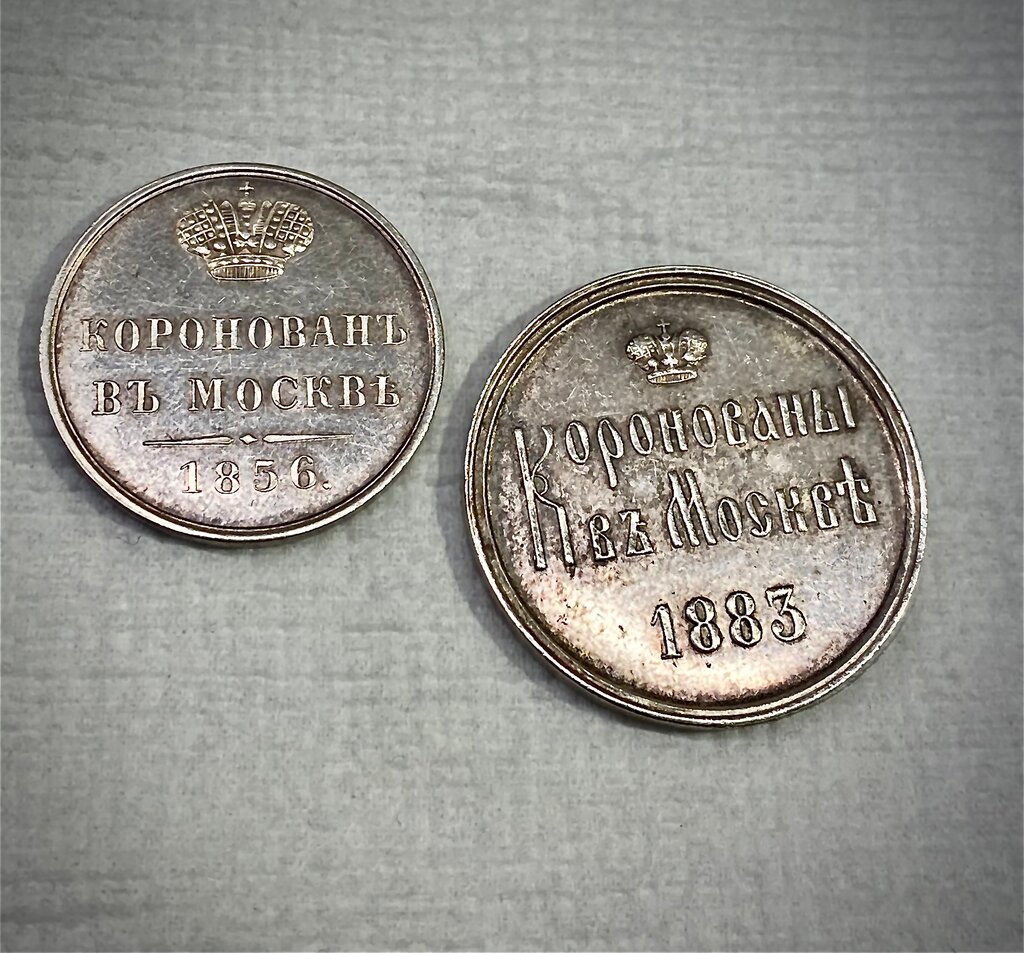 КОРОНОВАНЪ
ВЪ МОСКВѢ
1856.
Коронованы
въ Москвѣ
1883